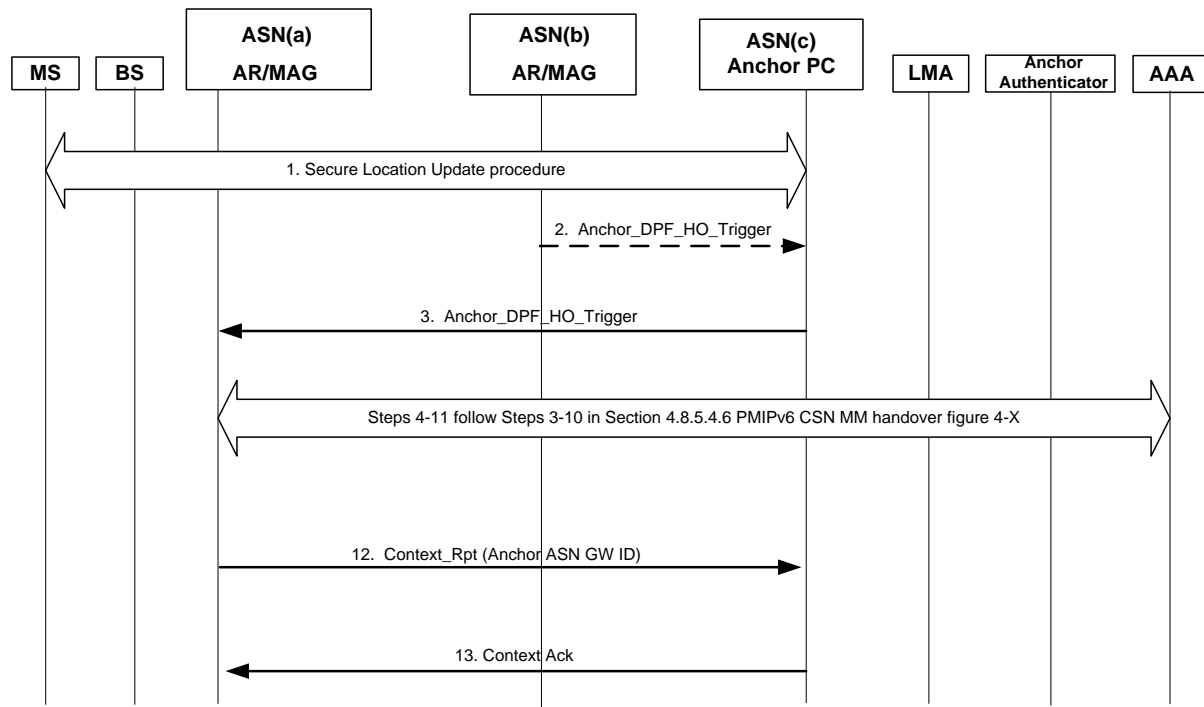 ASN(a)
AR/MAG
ASN(b)
AR/MAG
ASN(c)
Anchor PC
MS
BS
LMA
Anchor
Authenticator
AAA
1. Secure Location Update procedure
2. Anchor_DPF_HO_Trigger
3. Anchor_DPF_HO_Trigger
Steps 4-11 follow Steps 3-10 in Section 4.8.5.4.6 PMIPv6 CSN MM handover figure 4-X
12. Context_Rpt (Anchor ASN GW ID)
13. Context Ack